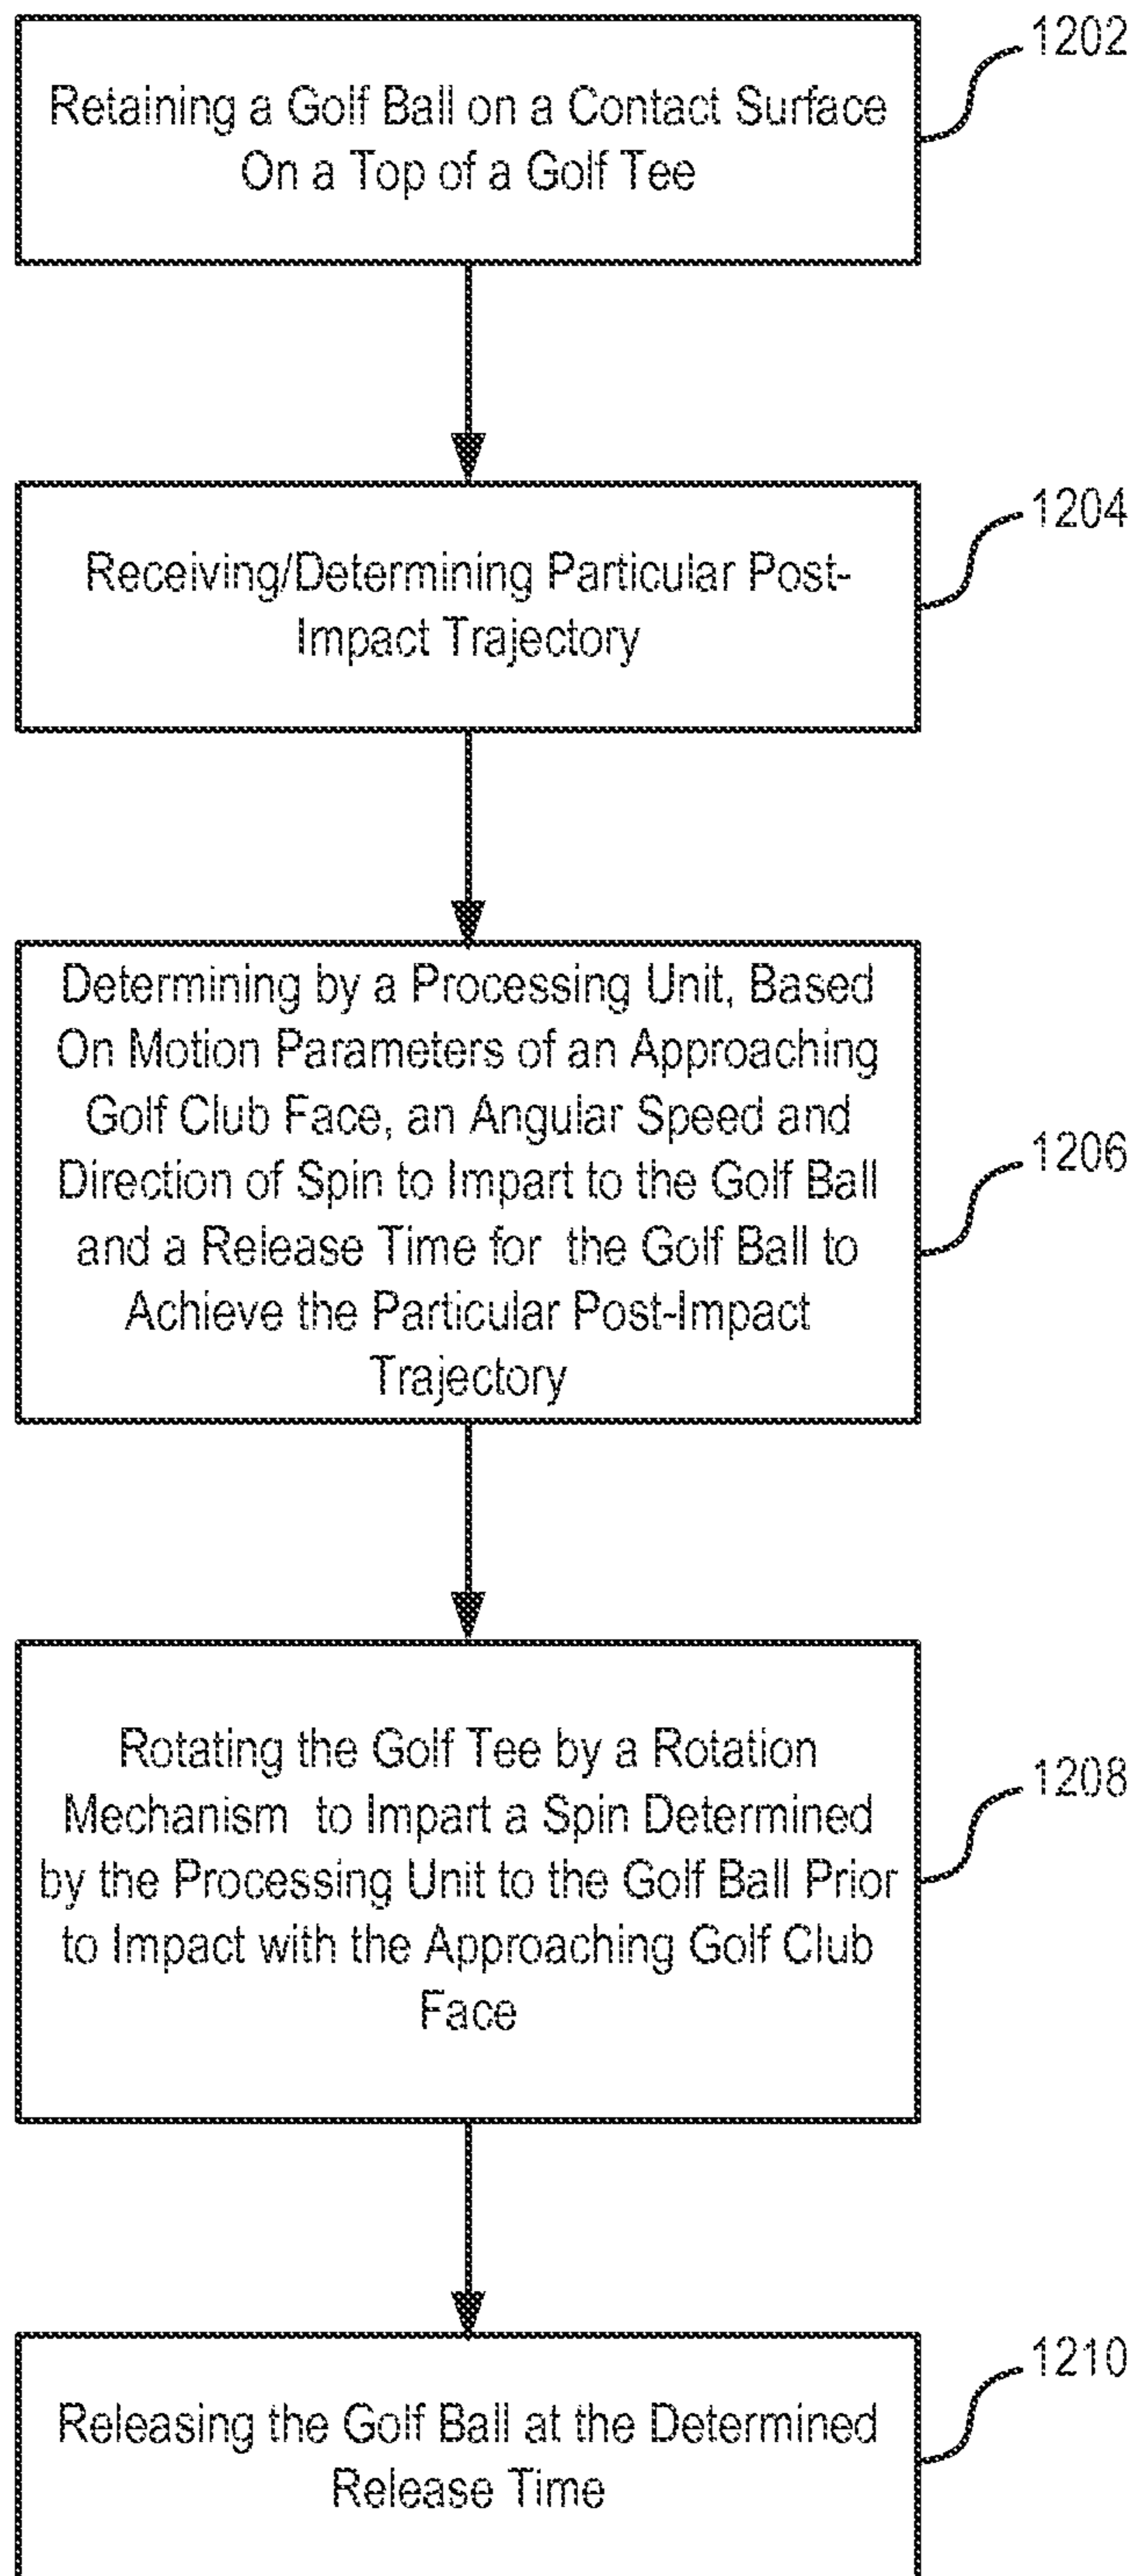 1202
Retaining a Golf Ball on a Contact Surface
On a Top of a Golf Tee
1204
Receiving/Determining Particular Post-
Impact Trajectory
Determining by a Processing Unit, Based
On Motion Parameters of an Approaching
Golf Club Face, an Angular Speed and
1206
Direction of Spin to Impart to the Golf Ball
and a Release Time for the Golf Ball to
Achieve the Particular Post-Impact
Trajectory
Rotating the Golf Tee by a Rotation
1208
Mechanism to Impart a Spin Determined
by the Processing Unit to the Golf Ball Prior
to Impact with the Approaching Golf Club
Face
1210
Releasing the Golf Ball at the Determined
Release Time